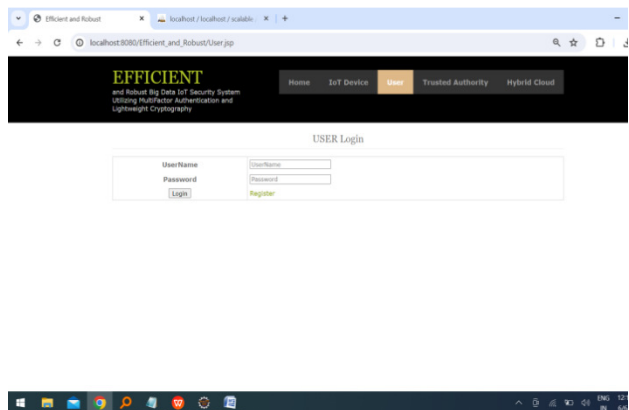 Efficient and Robust
localhost / localhost / scalable
localhost:8080/Efficient_and_Robust/User.jsp
EFFICIENT
and Robust Big Data IoT Security System
Utilizing MultiFactor Authentication and
Lightweight Cryptography
Home IoT Device User Trusted Authority Hybrid Cloud
USER Login
UserName UserName
Password Password
Login Register
ENG
IN